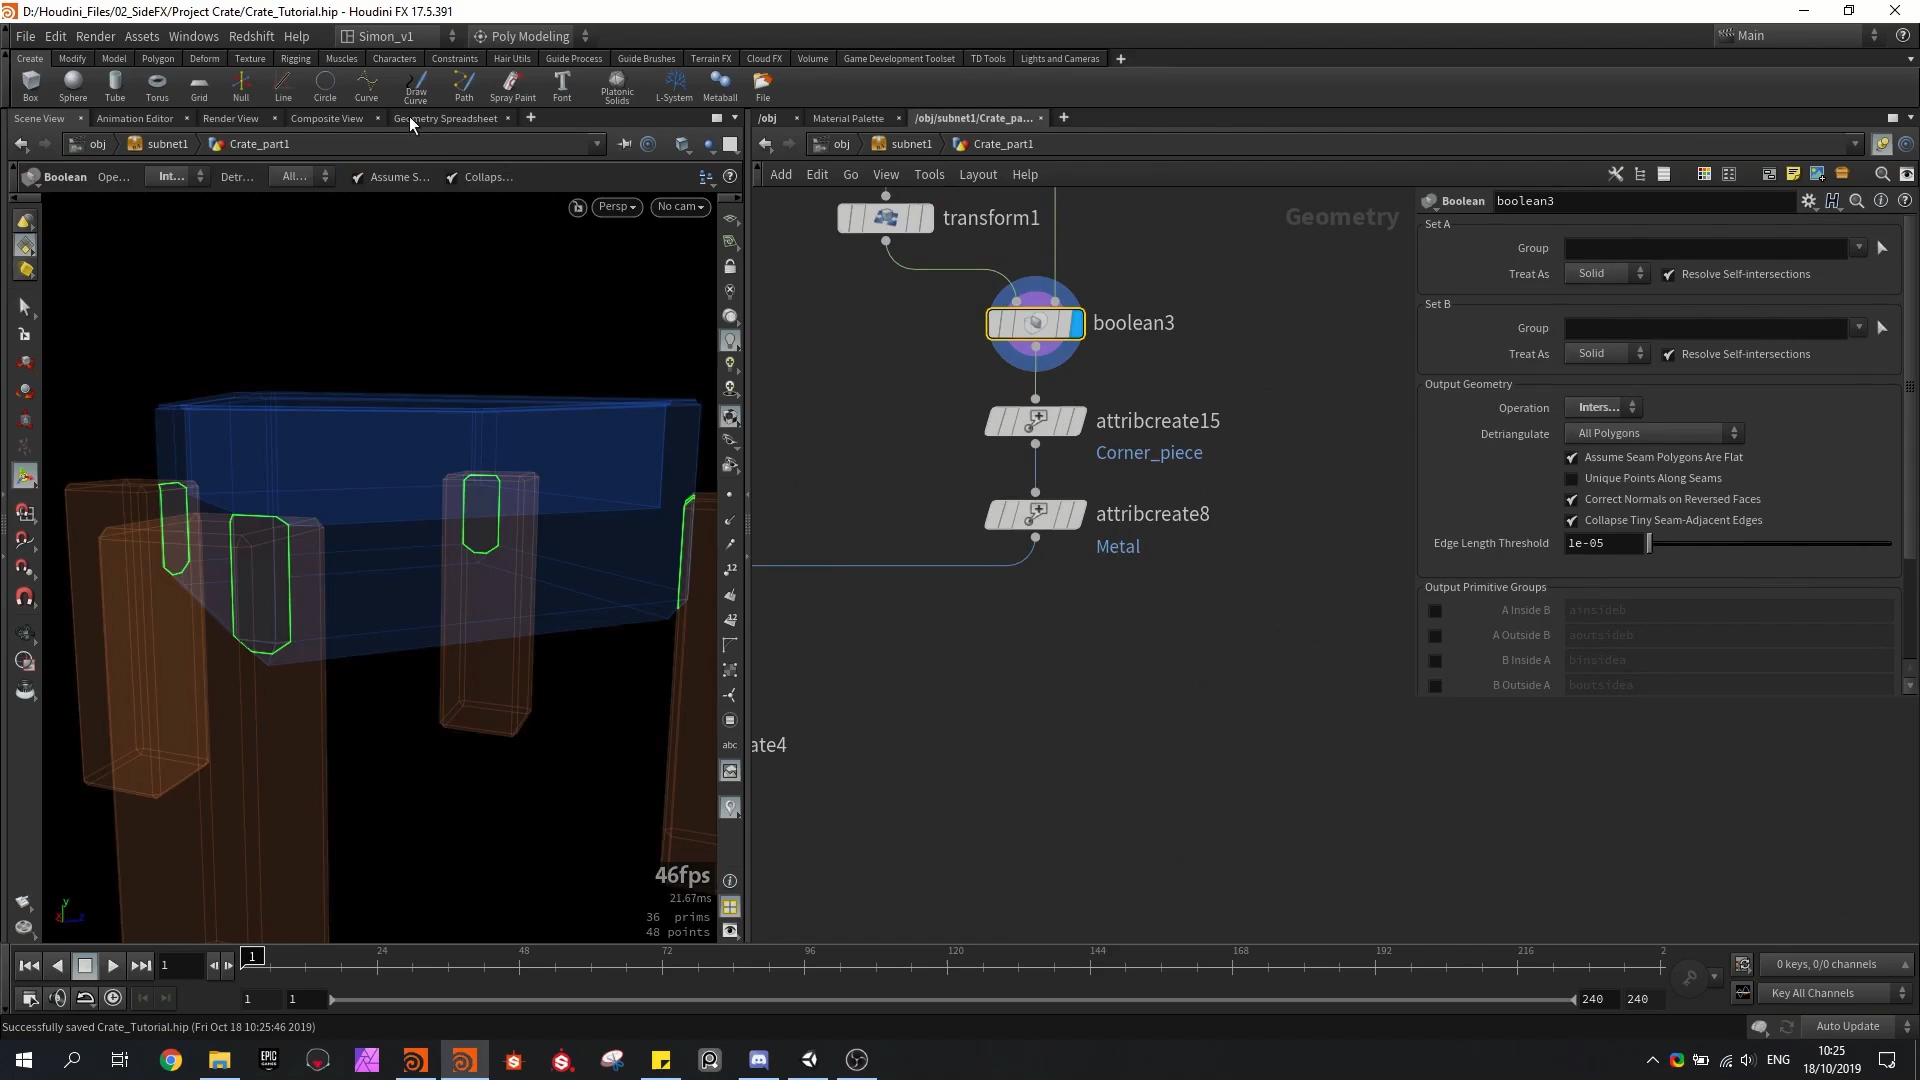 D:/Houdini_Files/02_SideFX/Project Crate/Crate_Tutorial.hip - Houdini FX 17.5.391
File Edit Render Assets Windows Redshift Help Simon_v1 Poly Modeling Main
Create Modify Model Polygon Deform Texture Rigging Muscles Characters Constraints Hair Utils Guide Process Guide Brushes Terrain FX Cloud FX Volume Game Development Toolset TD Tools Lights and Cameras
Box Sphere Tube Torus Grid Null Line Circle Curve Draw Curve Path Spray Paint Font Platonic Solids L-System Metaball File
Scene View Animation Editor Render View Composite View Geometry Spreadsheet
/obj Material Palette /obj/subnet1/Crate_pa...
obj subnet1 Crate_part1
obj subnet1 Crate_part1
Boolean Ope... Int... Detr... All... Assume S... Collaps...
Add Edit Go View Tools Layout Help
Persp No cam
transform1
Geometry
boolean3
attribcreate15
Corner_piece
attribcreate8
Metal
ate4
Boolean boolean3
Set A
Group
Treat As Solid Resolve Self-intersections
Set B
Group
Treat As Solid Resolve Self-intersections
Output Geometry
Operation Inters...
Detriangulate All Polygons
Assume Seam Polygons Are Flat
Unique Points Along Seams
Correct Normals on Reversed Faces
Collapse Tiny Seam-Adjacent Edges
Edge Length Threshold 1e-05
Output Primitive Groups
A Inside B ainsideb
A Outside B aoutsideb
B Inside A binsidea
B Outside A boutsidea
12
12
abc
46fps
21.67ms
36 prims
48 points
y
x
z
1 1 24 48 72 96 120 144 168 192 216 2
0 keys, 0/0 channels
1 1 240 240 Key All Channels
Successfully saved Crate_Tutorial.hip (Fri Oct 18 10:25:46 2019) Auto Update
EPIC GAMES
ENG
10:25
18/10/2019